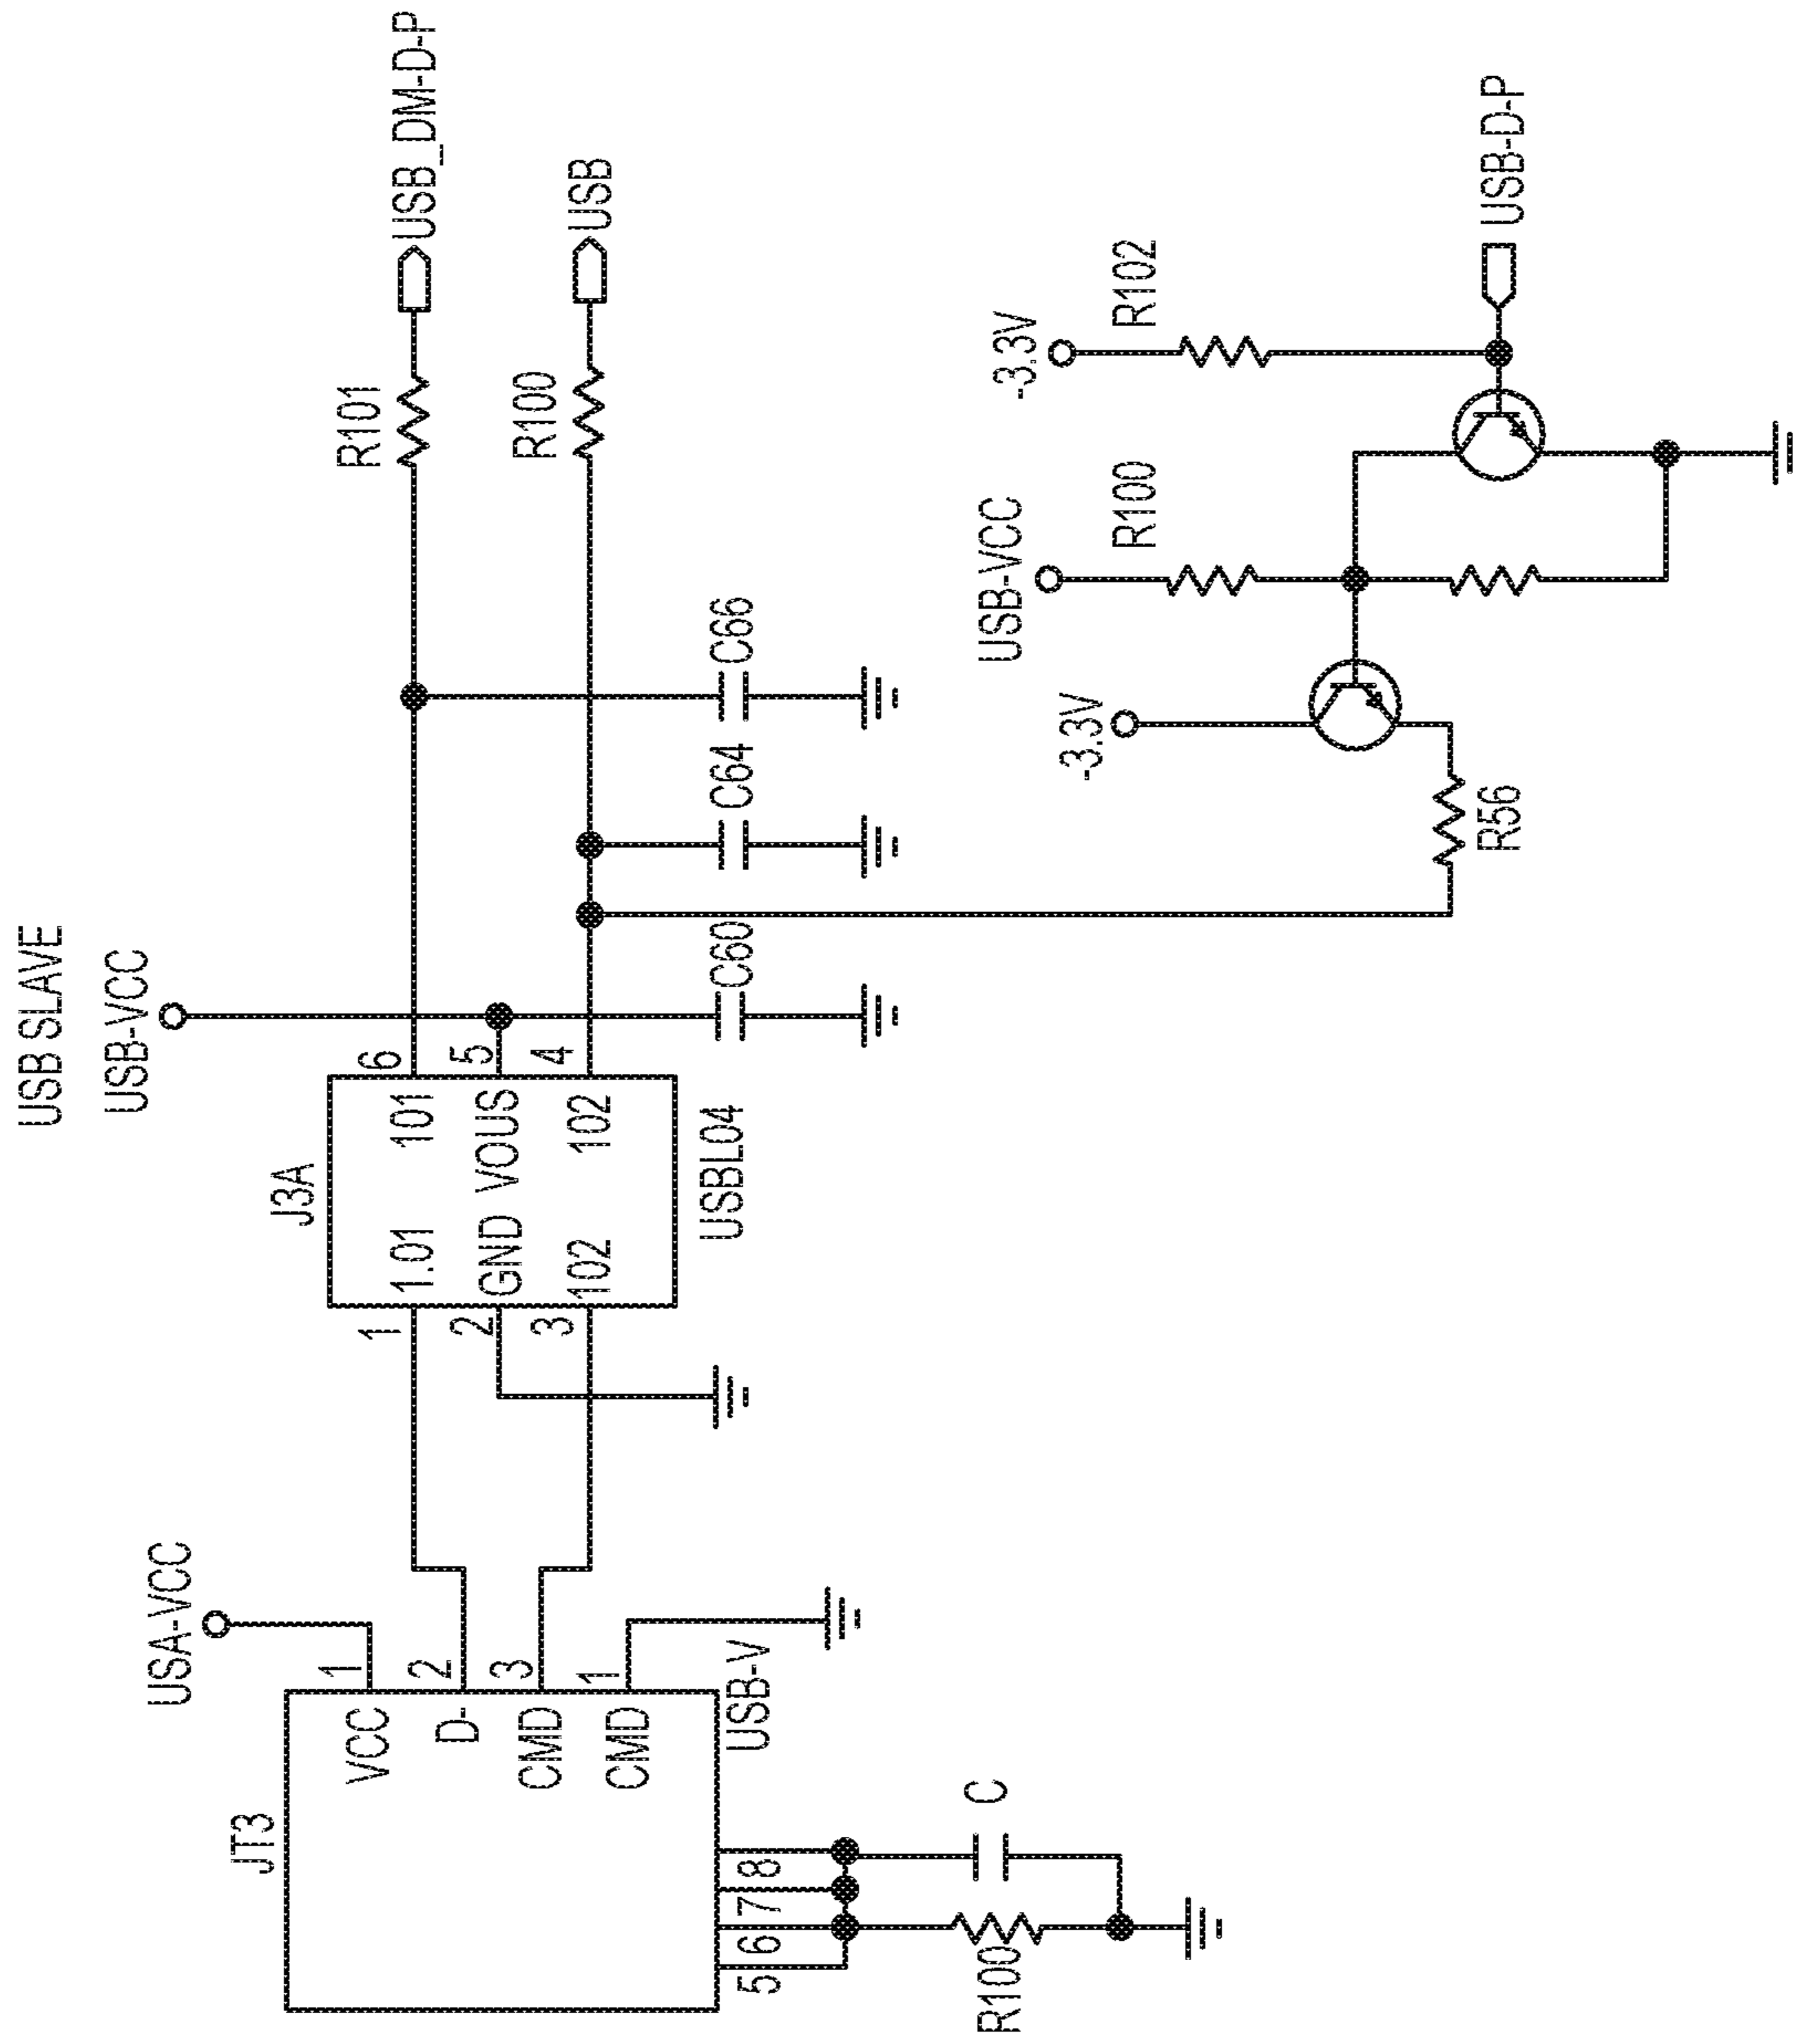 USB SLAVE
USB-VCC
USA-VCC
JT3
VCC
D-
CMD
CMD
1
2
3
1
USB-V
5
6
7
8
R100
C
J3A
1.01
GND
102
101
VOUS
102
1
2
3
6
5
4
USBL04
C60
C64
C66
R101
USB_DM-D-P
R100
USB
-3.3V
USB-VCC
R100
-3.3V
R102
R56
USB-D-P